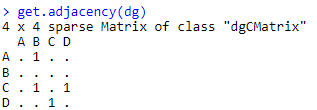 > get.adjacency(dg)
4 x 4 sparse Matrix of class "dgCMatrix"
  A B C D
A . 1 . .
B . . . .
C . 1 . 1
D . . 1 .